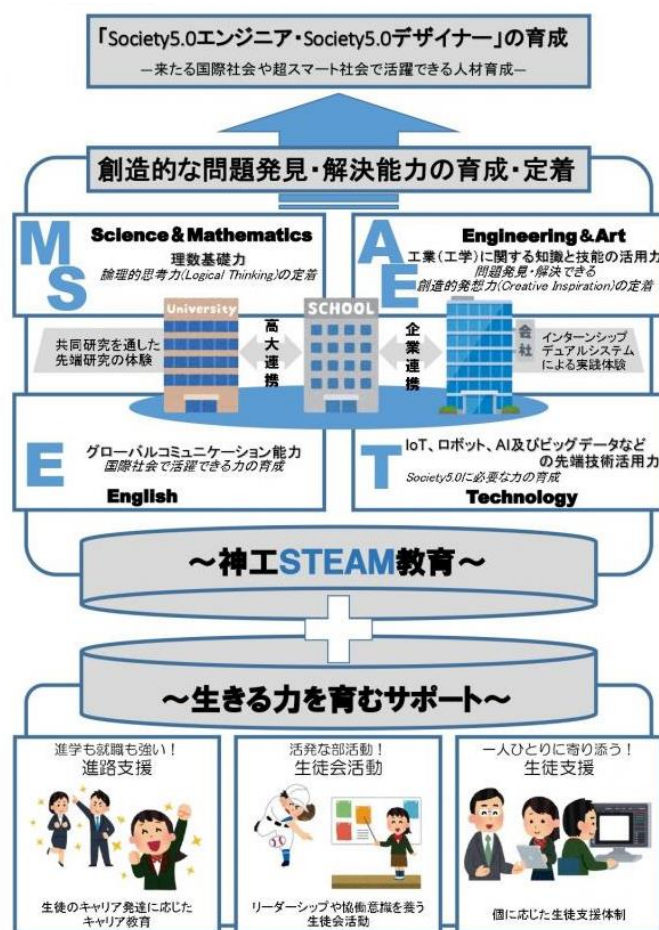 「Society5.0エンジニア・Society5.0デザイナー」の育成
―来たる国際社会や超スマート社会で活躍できる人材育成―
創造的な問題発見・解決能力の育成・定着
M
S
Science＆Mathematics
理数基礎力
論理的思考力(Logical Thinking)の定着
A
E
Engineering＆Art
工業(工学)に関する知識と技能の活用力
問題発見・解決できる
創造的発想力(Creative Inspiration)の定着
共同研究を通した
先端研究の体験
University
高大連携
SCHOOL
企業連携
会社
インターンシップ
デュアルシステム
による実践体験
E
グローバルコミュニケーション能力
国際社会で活躍できる力の育成
English
T
IoT、ロボット、AI及びビッグデータなど
の先端技術活用力
Society5.0に必要な力の育成
Technology
～神工STEAM教育～
～生きる力を育むサポート～
進学も就職も強い！
進路支援
生徒のキャリア発達に応じた
キャリア教育
活発な部活動！
生徒会活動
リーダーシップや協働意識を養う
生徒会活動
一人ひとりに寄り添う！
生徒支援
個に応じた生徒支援体制